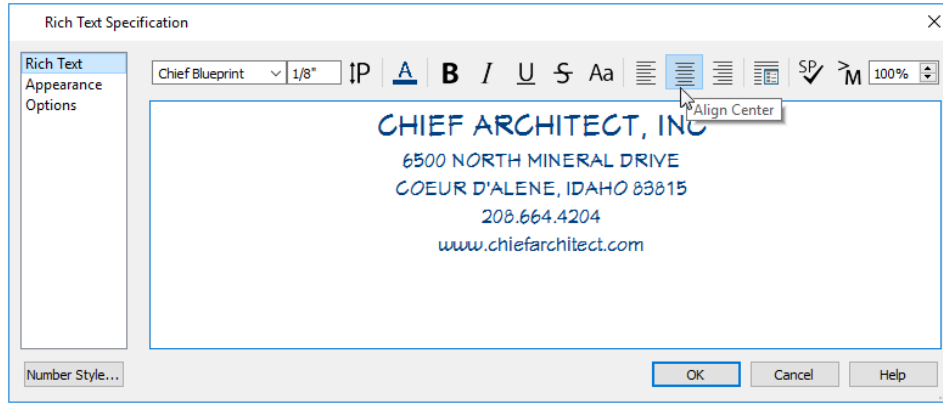 Rich Text Specification
Rich Text
Appearance
Options
Chief Blueprint 1/8" P A B I U S Aa SP M 100%
Align Center
CHIEF ARCHITECT, INC
6500 NORTH MINERAL DRIVE
COEUR D'ALENE, IDAHO 83815
208.664.4204
www.chiefarchitect.com
Number Style... OK Cancel Help